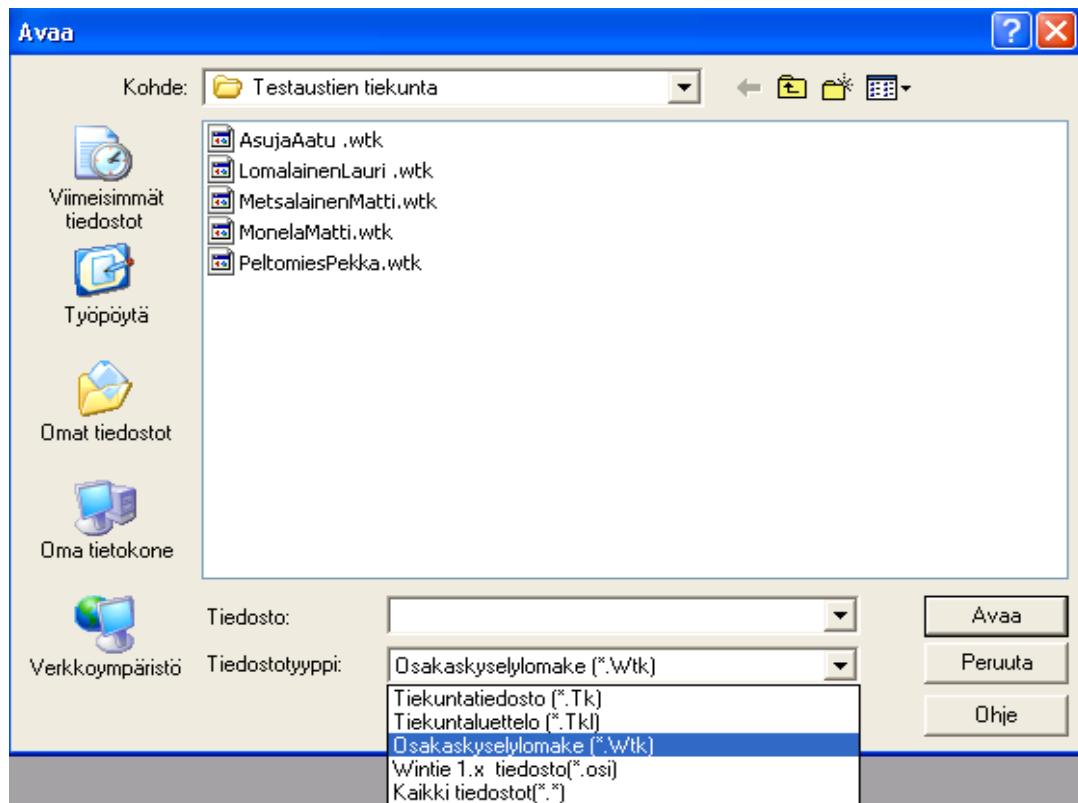 Avaa
Kohde: Testaustien tiekunta
AsujaAatu .wtk
LomalainenLauri .wtk
MetsalainenMatti.wtk
MonelaMatti.wtk
PeltomiesPekka.wtk
Viimeisimmät
tiedostot
Työpöytä
Omat tiedostot
Oma tietokone
Verkkoympäristö
Tiedosto:
Avaa
Tiedostotyyppi: Osakaskyselylomake (*.Wtk)
Peruuta
Tiekuntatiedosto (*.Tk)
Tiekuntaluettelo (*.Tkl)
Osakaskyselylomake (*.Wtk)
Wintie 1.x tiedosto(*.osi)
Kaikki tiedostot(*.*)
Ohje